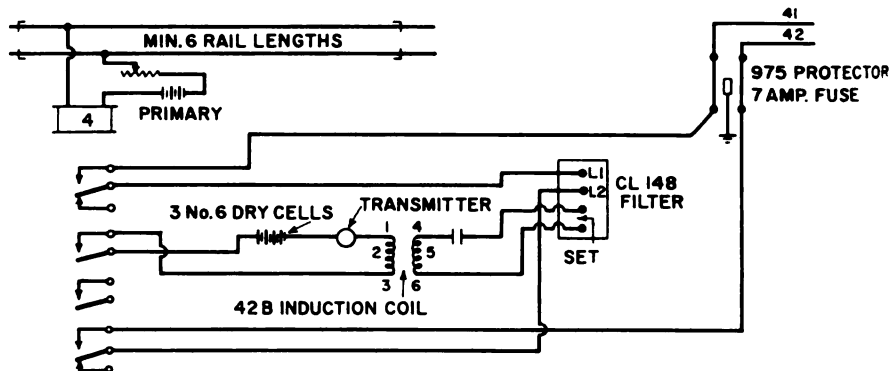 41
42
MIN. 6 RAIL LENGTHS
975 PROTECTOR
7 AMP. FUSE
PRIMARY
4
L1
L2
CL 148
FILTER
SET
3 No. 6 DRY CELLS
TRANSMITTER
1
2
3
4
5
6
42B INDUCTION COIL